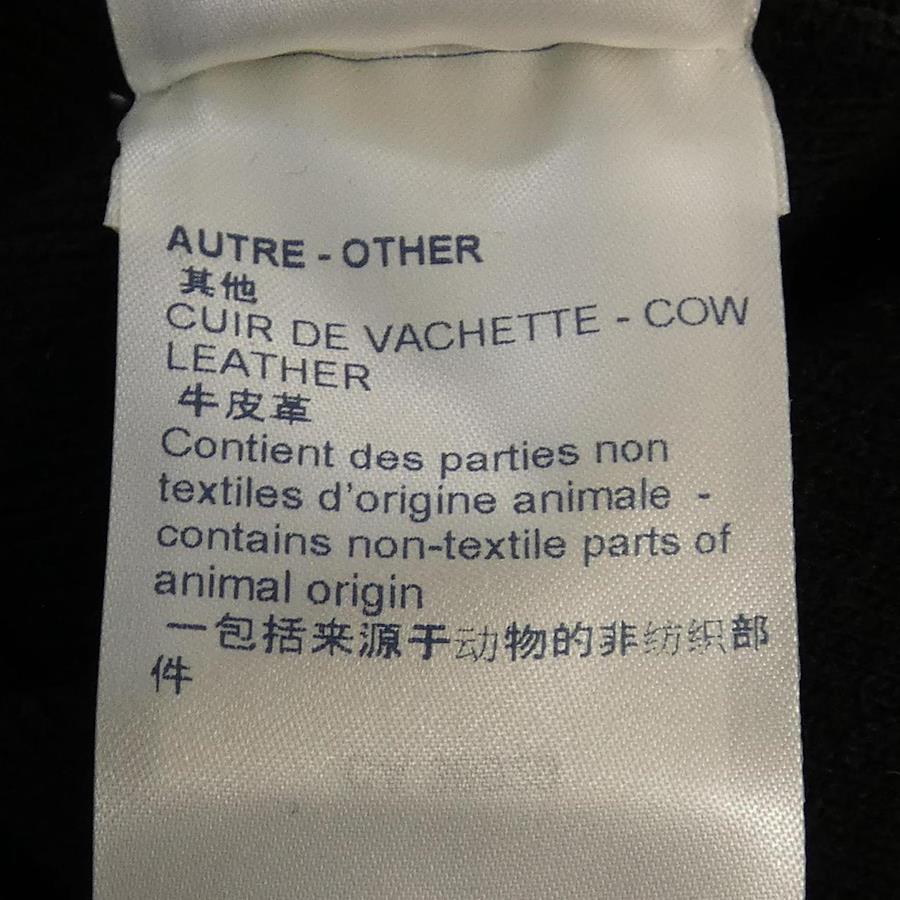 AUTRE - OTHER
其他
CUIR DE VACHETTE - COW
LEATHER
牛皮革
Contient des parties non
textiles d'origine animale -
contains non-textile parts of
animal origin
一包括来源于动物的非纺织部
件